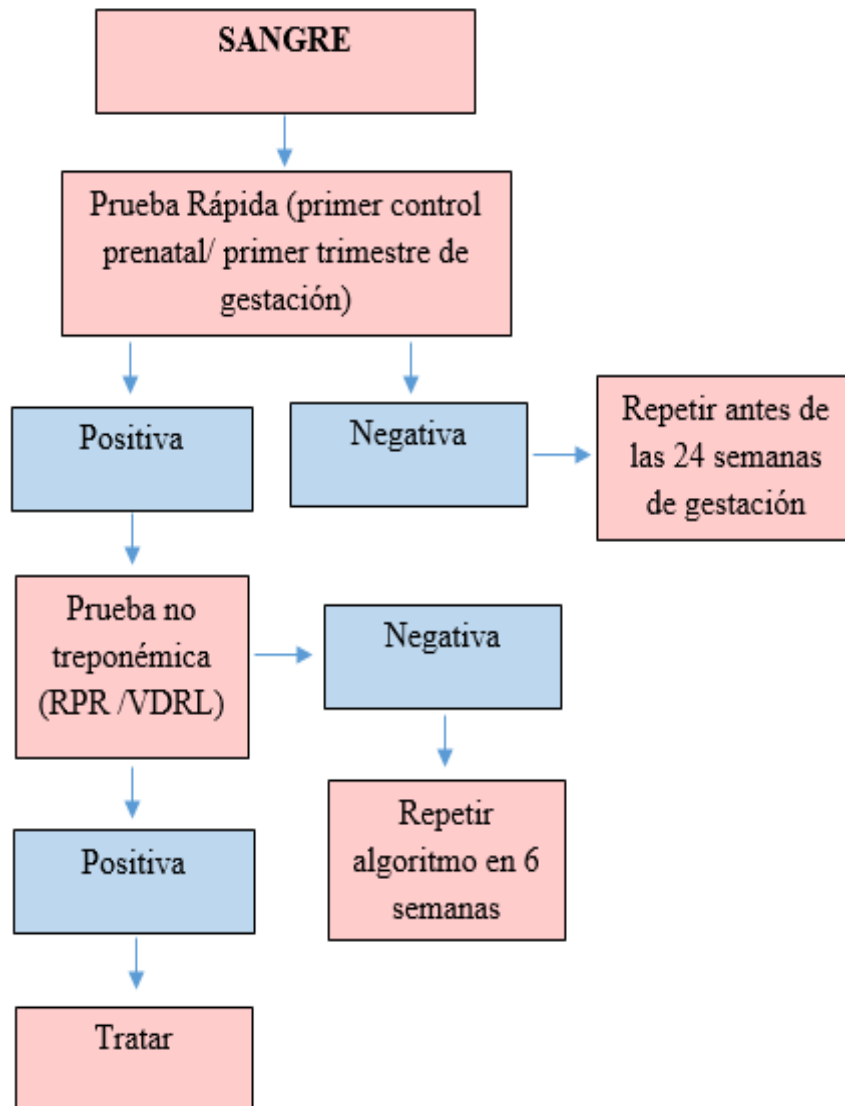 SANGRE
Prueba Rápida (primer control
prenatal/ primer trimestre de
gestación)
Positiva
Negativa
Repetir antes de
las 24 semanas
de gestación
Prueba no
treponémica
(RPR /VDRL)
Negativa
Positiva
Repetir
algoritmo en 6
semanas
Tratar